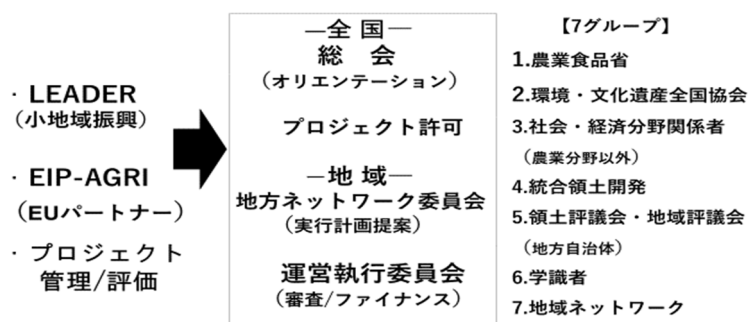 ・LEADER
（小地域振興）
・EIP-AGRI
（EUパートナー）
・プロジェクト
管理/評価
―全国―
総　会
（オリエンテーション）
プロジェクト許可
―地域―
地方ネットワーク委員会
（実行計画提案）
運営執行委員会
（審査/ファイナンス）
【7グループ】
1.農業食品省
2.環境・文化遺産全国協会
3.社会・経済分野関係者
（農業分野以外）
4.統合領土開発
5.領土評議会・地域評議会
（地方自治体）
6.学識者
7.地域ネットワーク